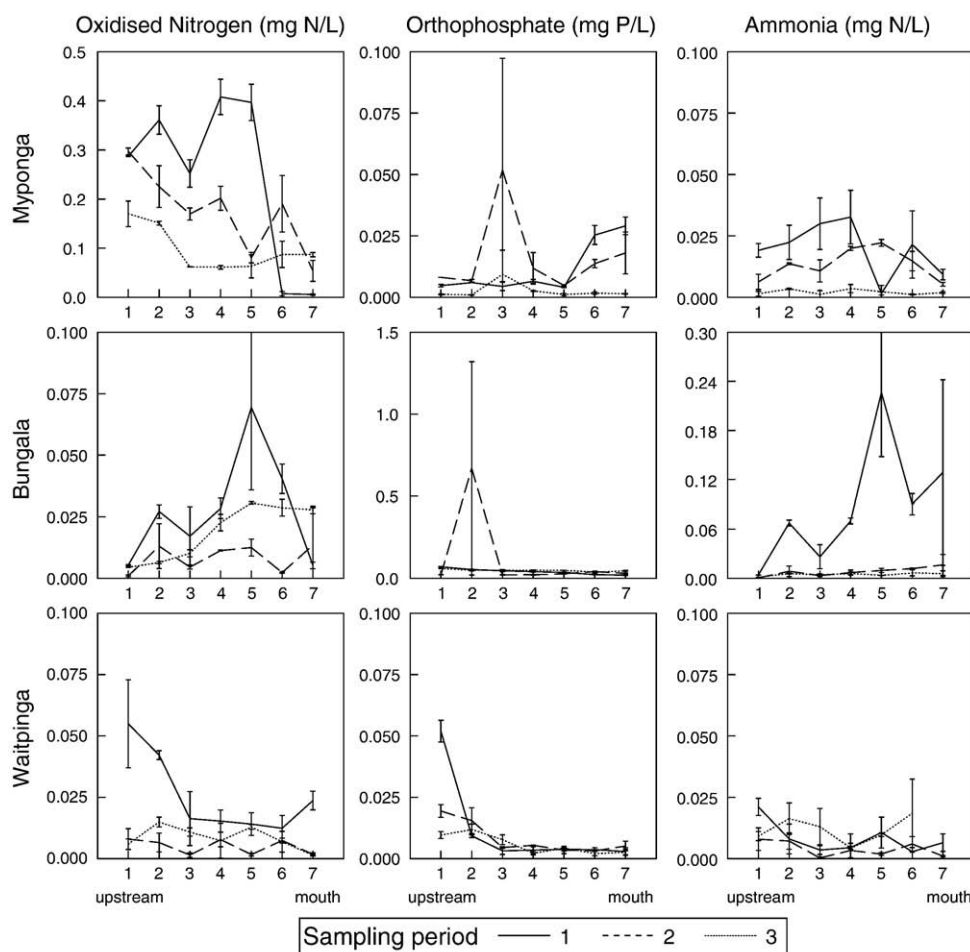 Oxidised Nitrogen (mg N/L) Orthophosphate (mg P/L) Ammonia (mg N/L)
Myponga
0.5 0.4 0.3 0.2 0.1 0.0
1 2 3 4 5 6 7
0.100 0.075 0.050 0.025 0.000
1 2 3 4 5 6 7
0.100 0.075 0.050 0.025 0.000
1 2 3 4 5 6 7
Bungala
0.100 0.075 0.050 0.025 0.000
1 2 3 4 5 6 7
1.5 1.0 0.5 0.0
1 2 3 4 5 6 7
0.30 0.24 0.18 0.12 0.06 0.00
1 2 3 4 5 6 7
Waitpinga
0.100 0.075 0.050 0.025 0.000
1 2 3 4 5 6 7
0.100 0.075 0.050 0.025 0.000
1 2 3 4 5 6 7
0.100 0.075 0.050 0.025 0.000
1 2 3 4 5 6 7
upstream mouth upstream mouth upstream mouth
Sampling period 1 2 3